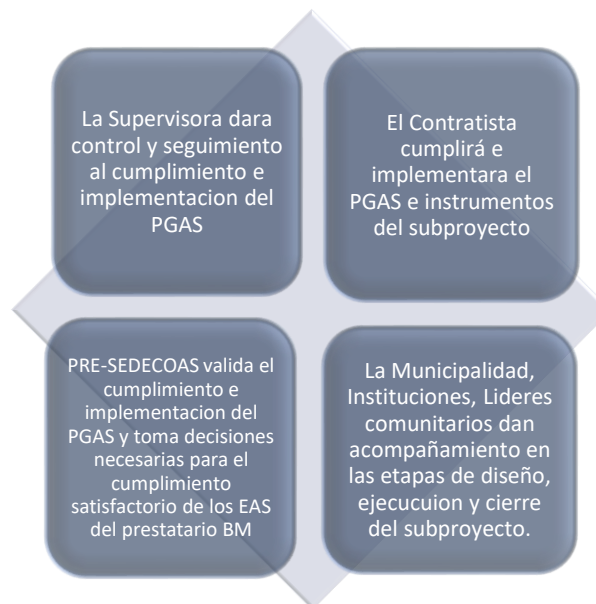 La Supervisora dara
control y seguimiento
al cumplimiento e
implementacion del
PGAS
El Contratista
cumplirá e
implementara el
PGAS e instrumentos
del subproyecto
PRE-SEDECOAS valida el
cumplimiento e
implementacion del
PGAS y toma decisiones
necesarias para el
cumplimiento
satisfactorio de los EAS
del prestatario BM
La Municipalidad,
Instituciones, Lideres
comunitarios dan
acompañamiento en
las etapas de diseño,
ejecucuion y cierre
del subproyecto.